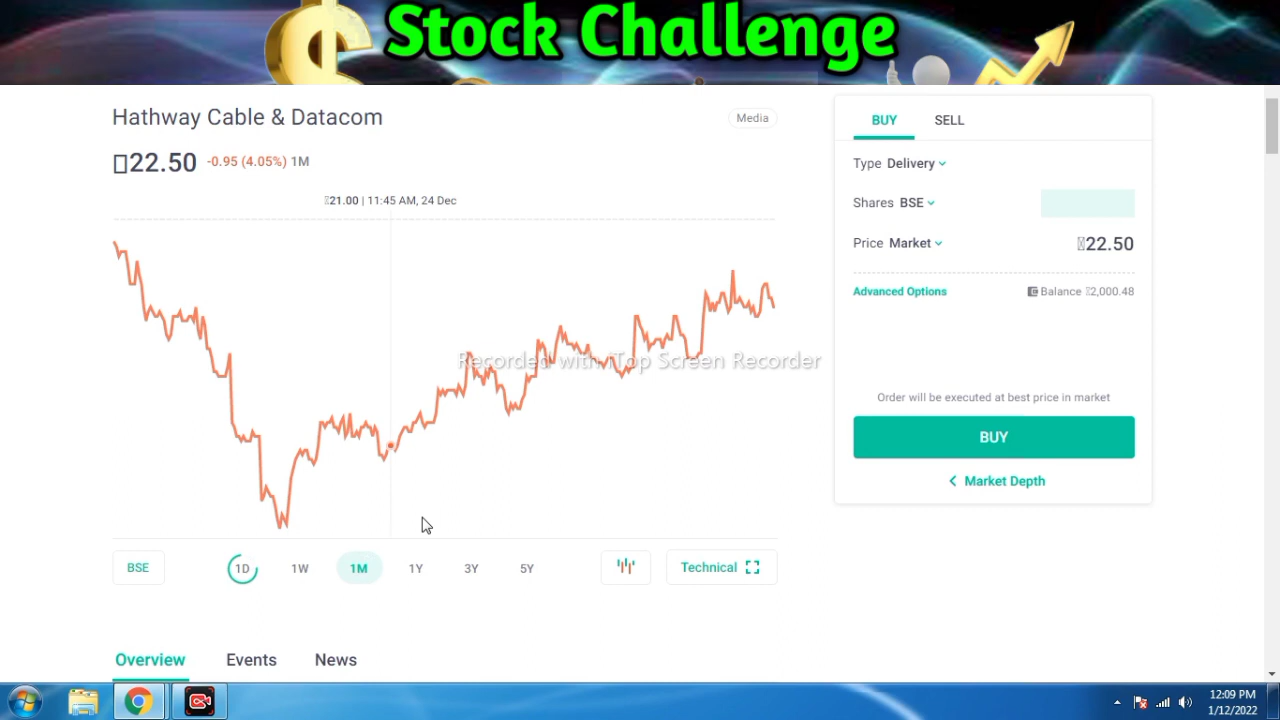 Stock Challenge
Hathway Cable & Datacom
Media
22.50 -0.95 (4.05%) 1M
21.00 | 11:45 AM, 24 Dec
BUY SELL
Type Delivery
Shares BSE
Price Market 22.50
Advanced Options Balance 2,000.48
Recorded with iTop Screen Recorder
Order will be executed at best price in market
BUY
Market Depth
BSE 1D 1W 1M 1Y 3Y 5Y Technical
Overview Events News
12:09 PM
1/12/2022